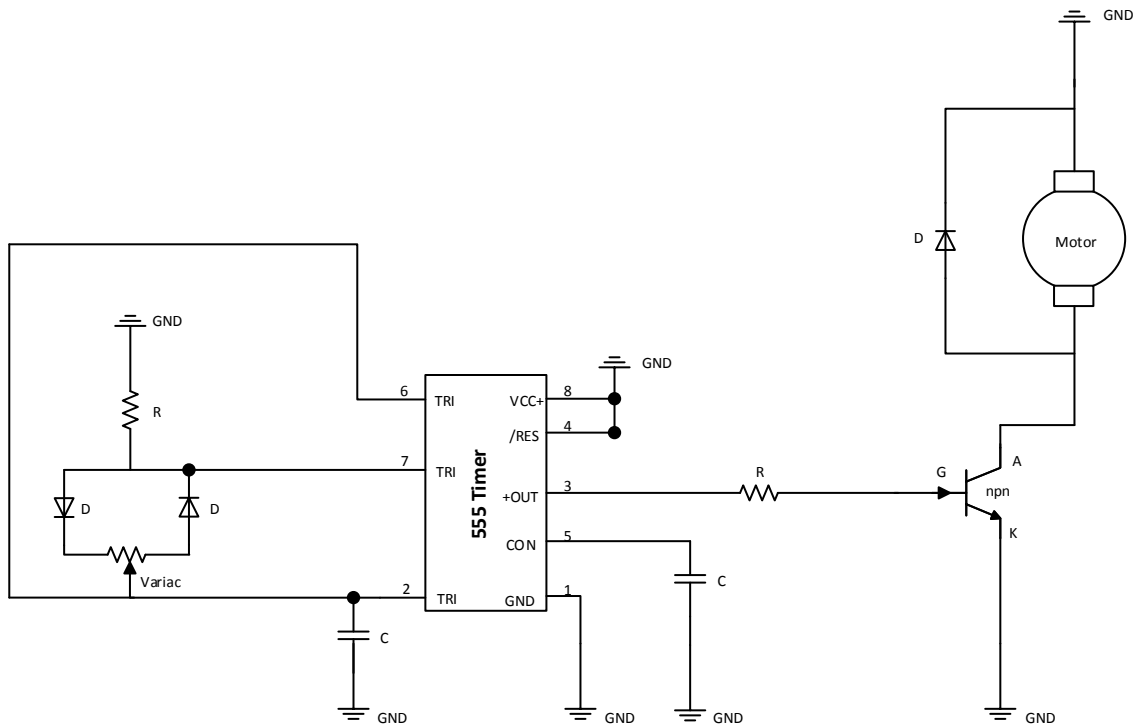 GND
D
Motor
GND
R
D
D
Variac
C
GND
6
TRI
7
TRI
2
TRI
555 Timer
VCC+
8
/RES
4
+OUT
3
CON
5
GND
1
GND
GND
C
GND
R
G
A
npn
K
GND